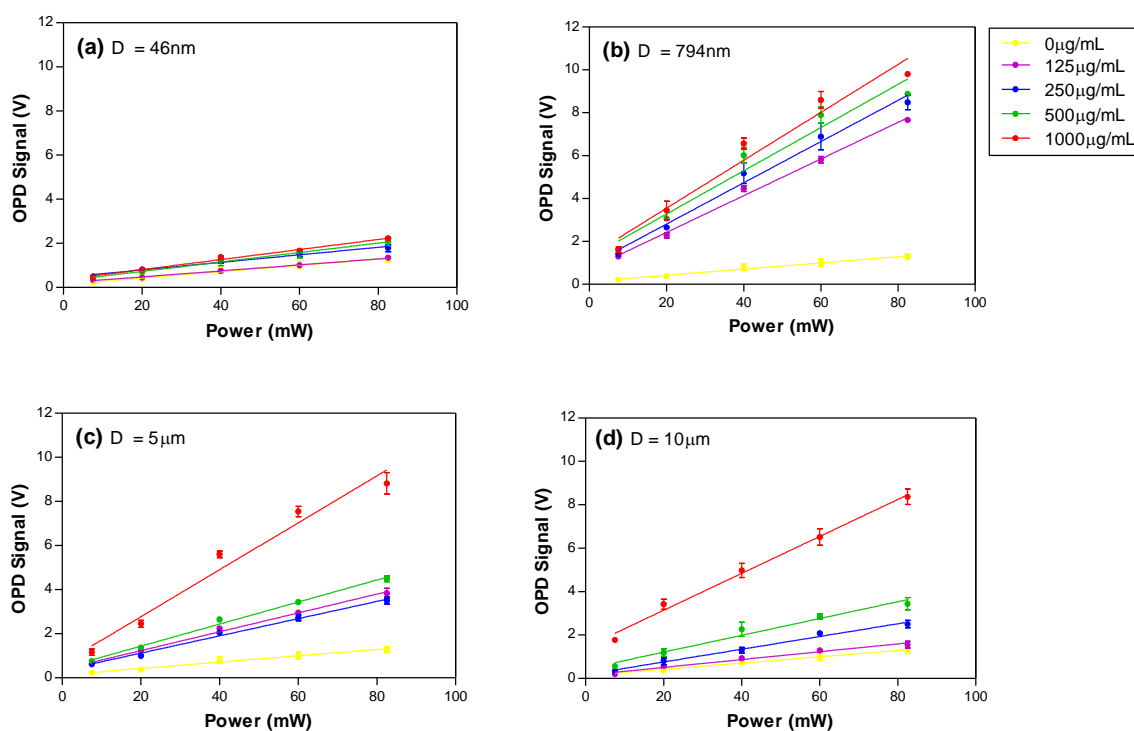 (a) D = 46nm
OPD Signal (V)
12
10
8
6
4
2
0
0 20 40 60 80 100
Power (mW)
(b) D = 794nm
OPD Signal (V)
12
10
8
6
4
2
0
0 20 40 60 80 100
Power (mW)
0μg/mL
125μg/mL
250μg/mL
500μg/mL
1000μg/mL
(c) D = 5μm
OPD Signal (V)
12
10
8
6
4
2
0
0 20 40 60 80 100
Power (mW)
(d) D = 10μm
OPD Signal (V)
12
10
8
6
4
2
0
0 20 40 60 80 100
Power (mW)